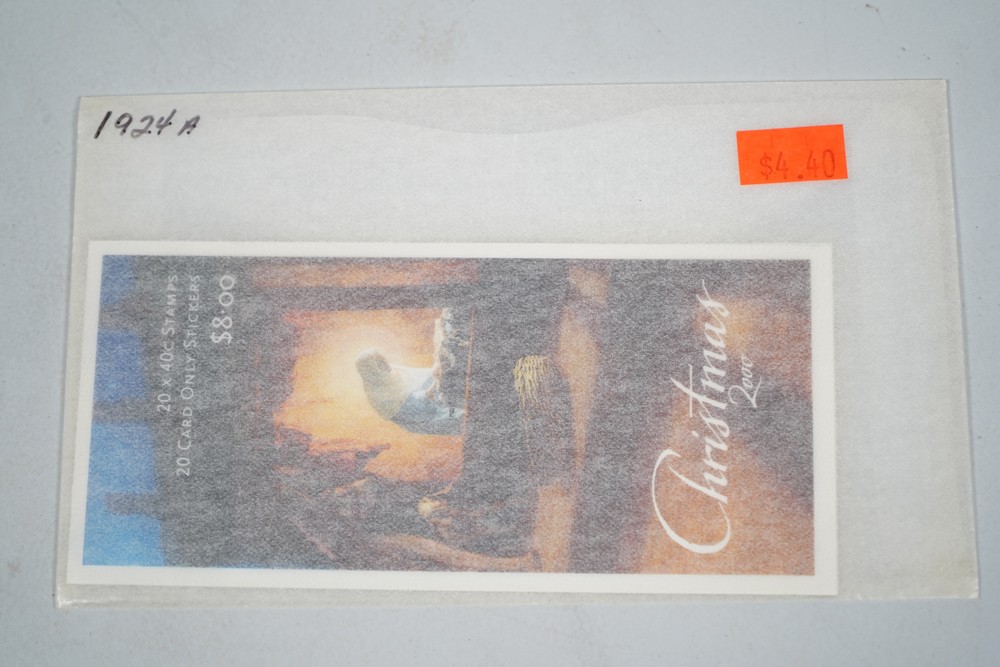 1924A
$4.40
20 x 40c Stamps
20 Card Only Stickers
$8.00
Christmas
2000